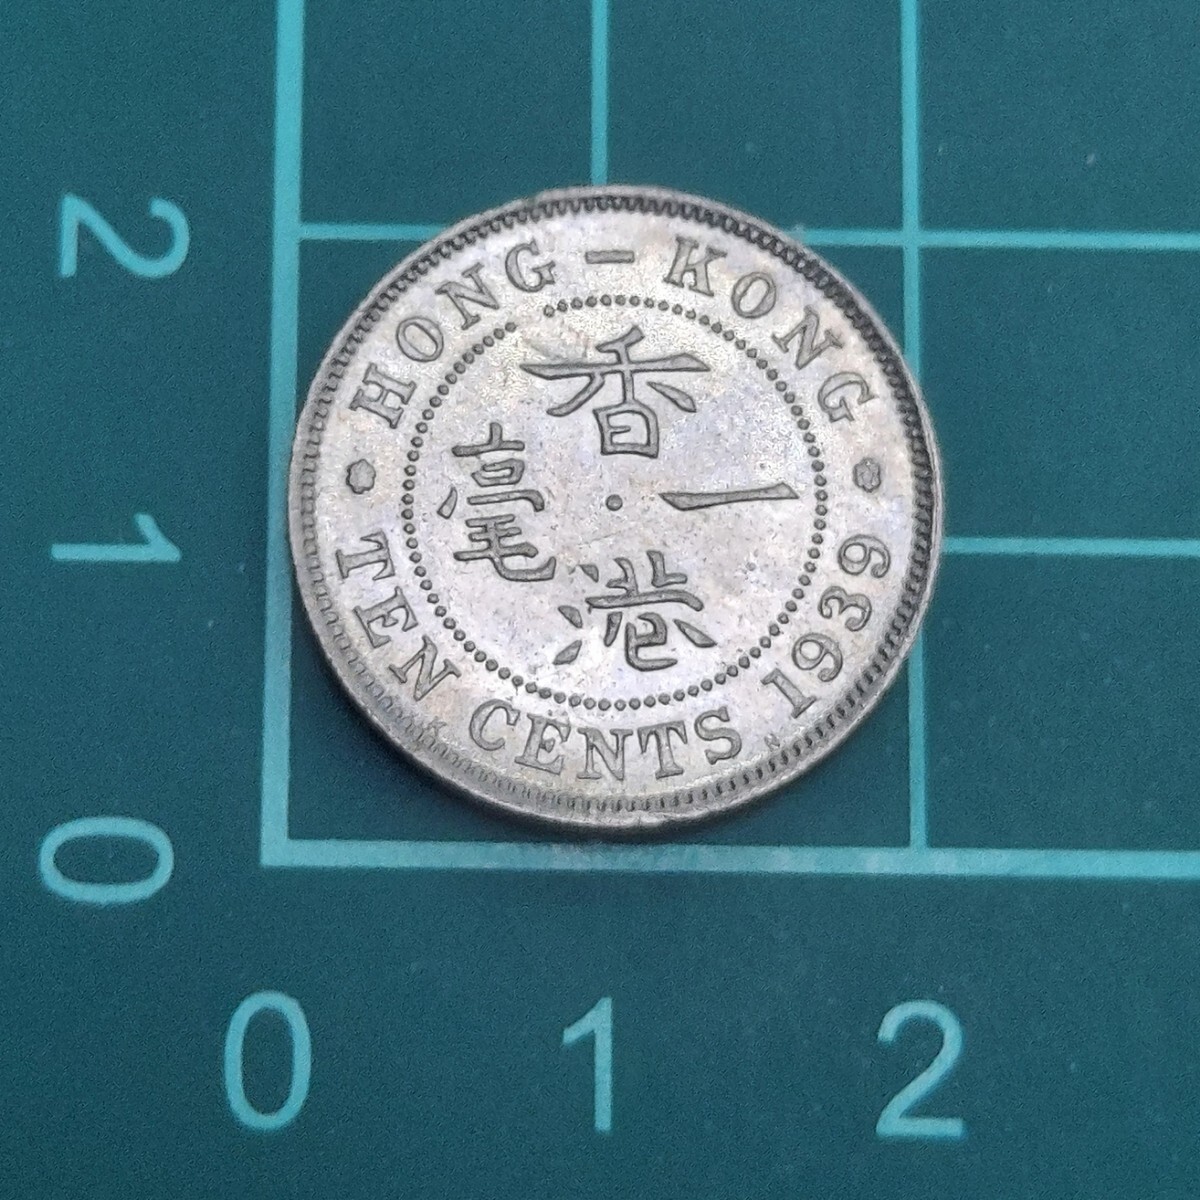 HONG - KONG
香
一
港
毫
TEN CENTS 1939
K N
2
1
0
0 1 2